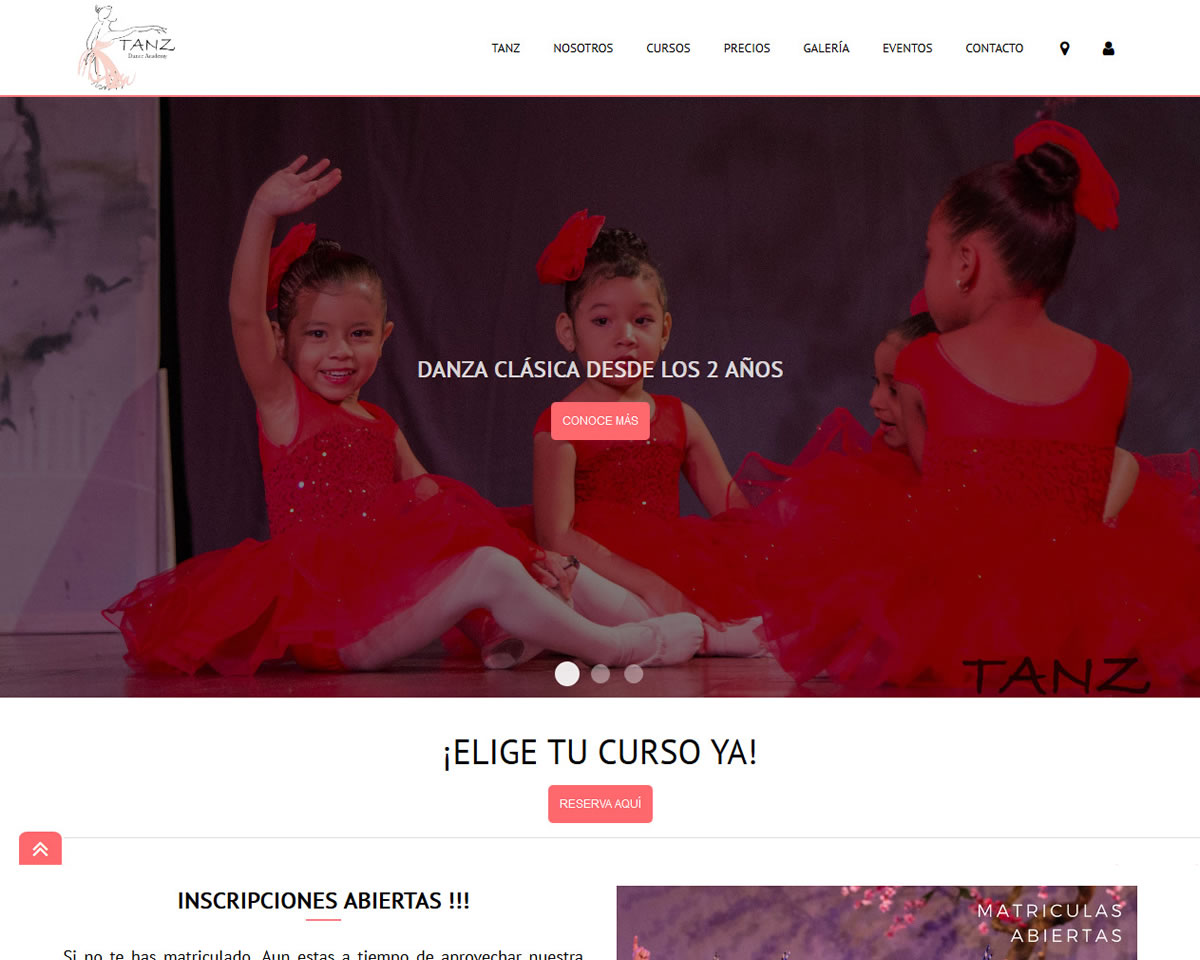 TANZ
Dance Academy
TANZ
NOSOTROS
CURSOS
PRECIOS
GALERÍA
EVENTOS
CONTACTO
DANZA CLÁSICA DESDE LOS 2 AÑOS
CONOCE MÁS
TANZ
¡ELIGE TU CURSO YA!
RESERVA AQUÍ
INSCRIPCIONES ABIERTAS !!!
MATRICULAS
ABIERTAS
Si no te has matriculado. Aun estas a tiempo de aprovechar nuestra